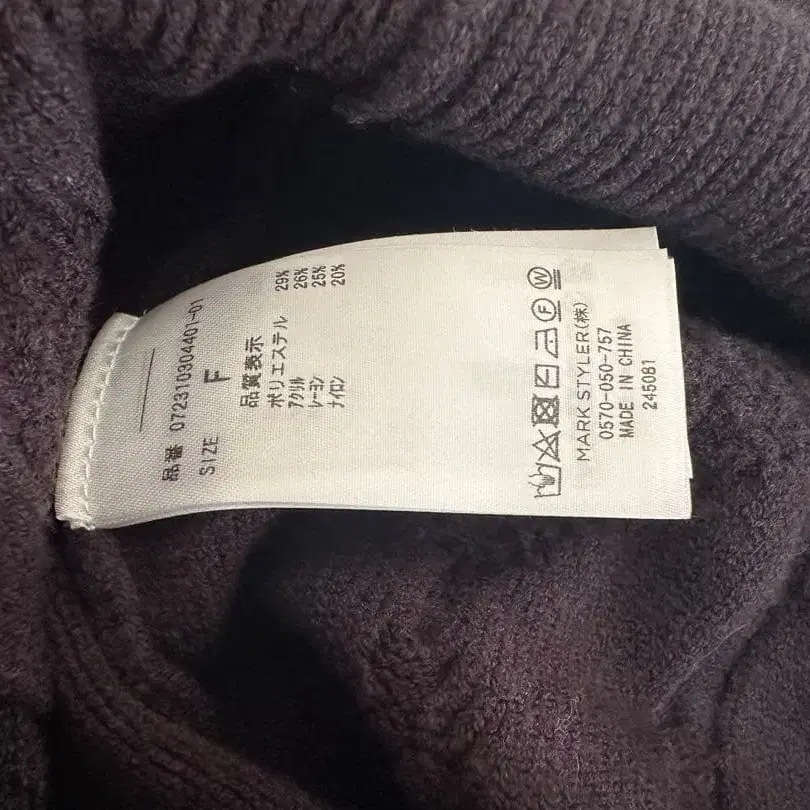 品番 072310904401-01
SIZE F
品質表示
ポリエステル 29%
アクリル 26%
レーヨン 25%
ナイロン 20%
F W
MARK STYLER(株)
0570-050-757
MADE IN CHINA
245081